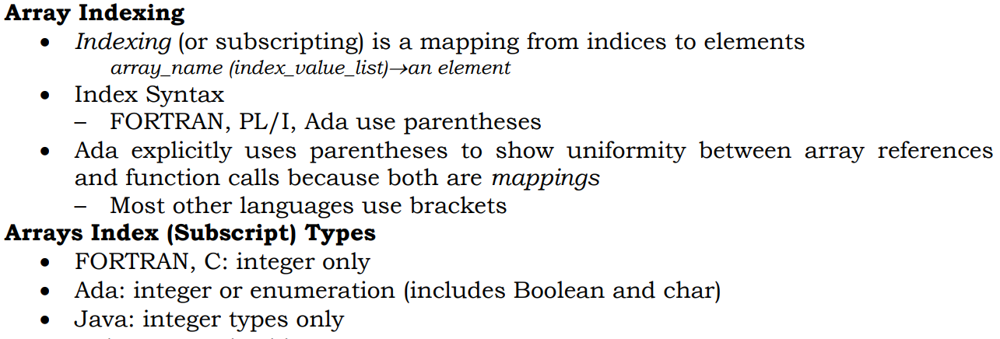 Array Indexing
• Indexing (or subscripting) is a mapping from indices to elements
array_name (index_value_list)→an element
• Index Syntax
– FORTRAN, PL/I, Ada use parentheses
• Ada explicitly uses parentheses to show uniformity between array references
and function calls because both are mappings
– Most other languages use brackets
Arrays Index (Subscript) Types
• FORTRAN, C: integer only
• Ada: integer or enumeration (includes Boolean and char)
• Java: integer types only